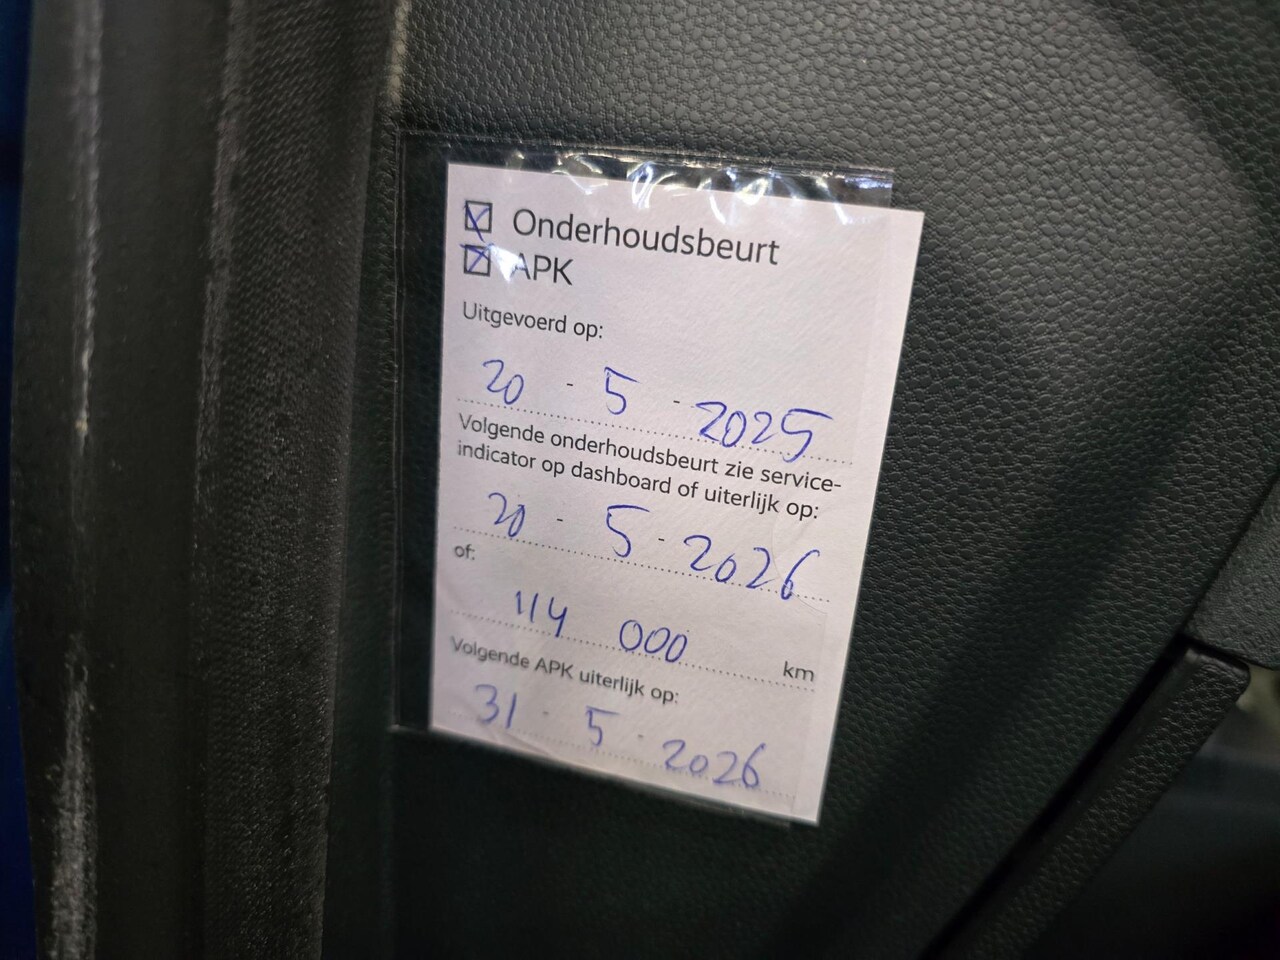 Onderhoudsbeurt
APK
Uitgevoerd op:
20 - 5 - 2025
Volgende onderhoudsbeurt zie service-
indicator op dashboard of uiterlijk op:
20 - 5 - 2026
of:
114 000 km
Volgende APK uiterlijk op:
31 - 5 - 2026